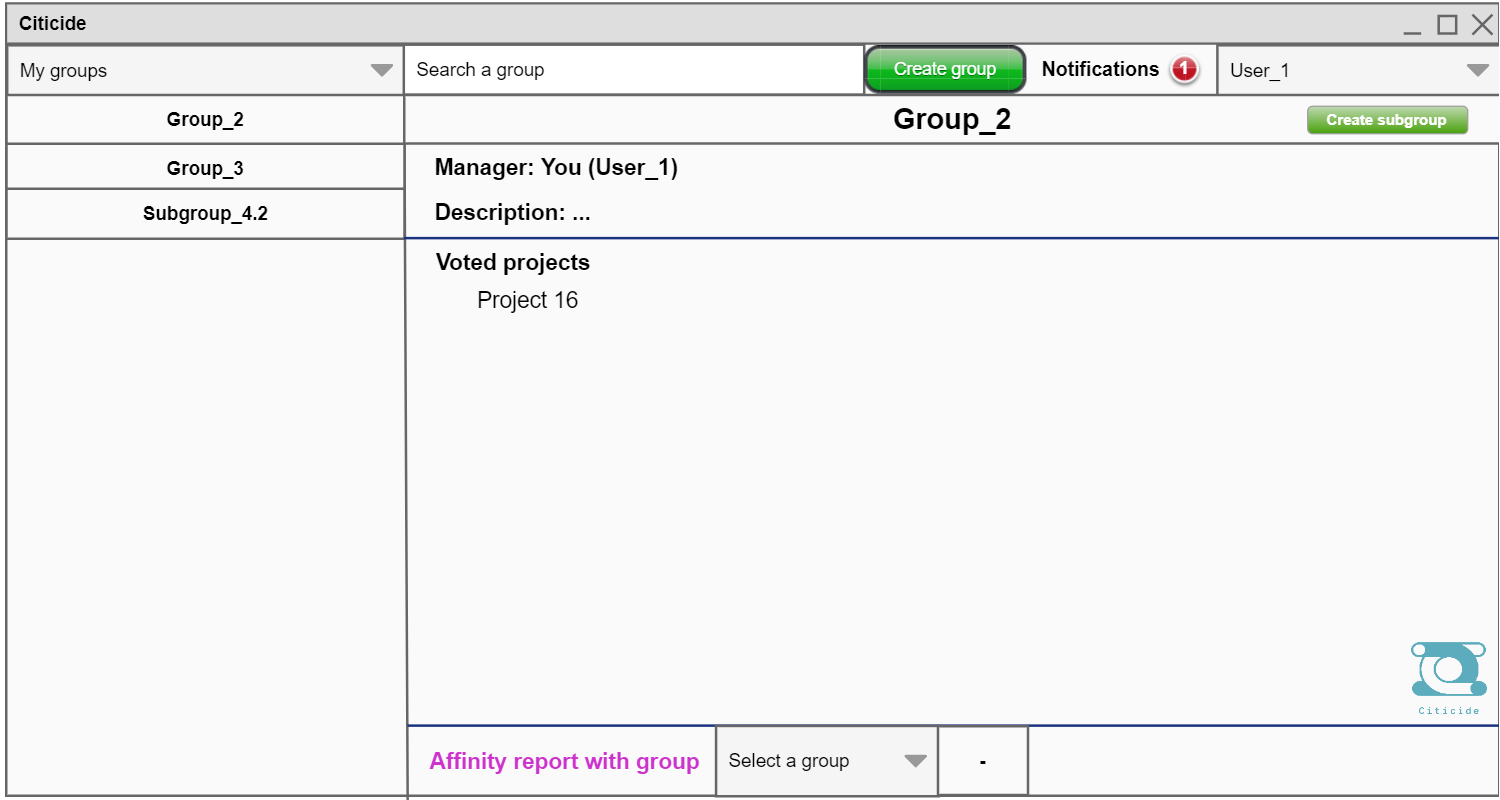 Citicide
My groups
Search a group
Create group
Notifications 1
User_1
Group_2
Group_3
Subgroup_4.2
Group_2
Create subgroup
Manager: You (User_1)
Description: ...
Voted projects
Project 16
Citicide
Affinity report with group
Select a group
-